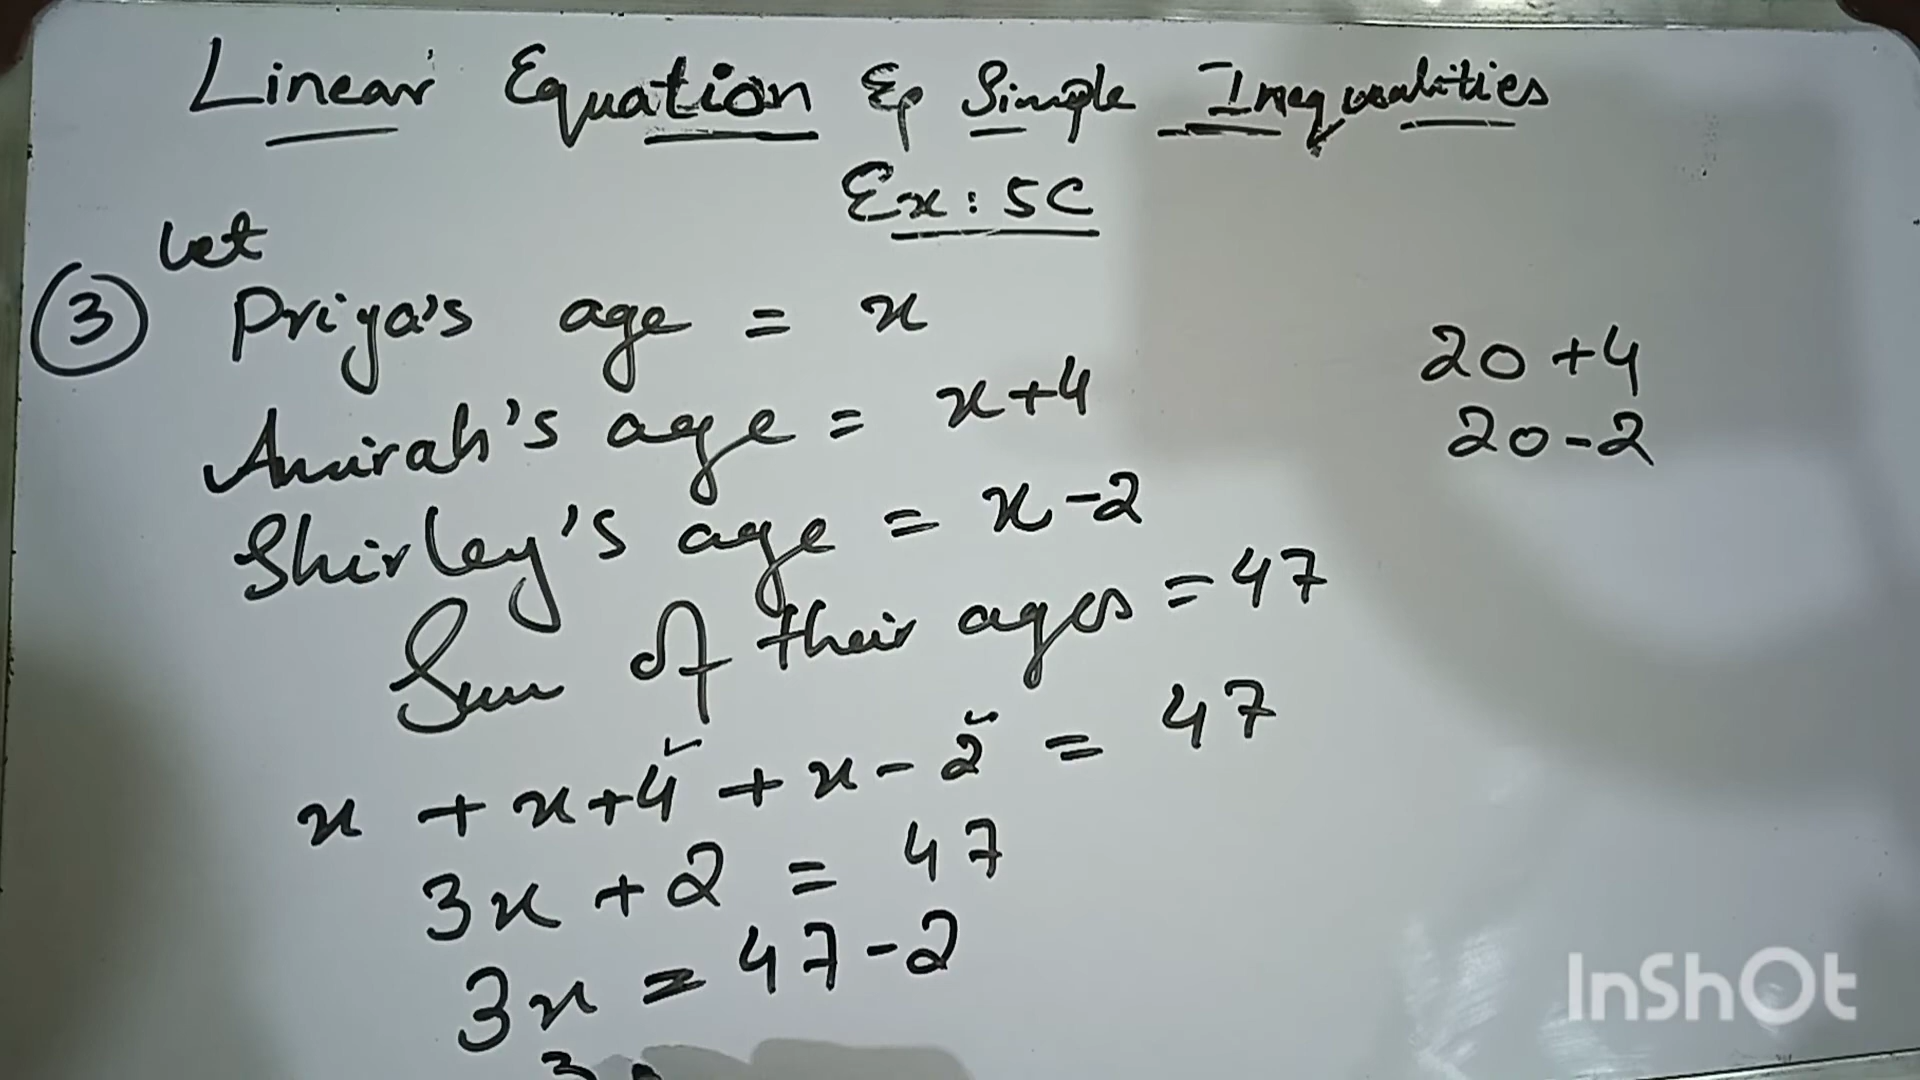 Linear Equation & Simple Inequalities
Ex: 5C
Let
3 Priya's age = x
Amirah's age = x+4
Shirley's age = x-2
Sum of their ages = 47
x + x+4 + x-2 = 47
3x + 2 = 47
3x = 47-2
20+4
20-2
InShOt